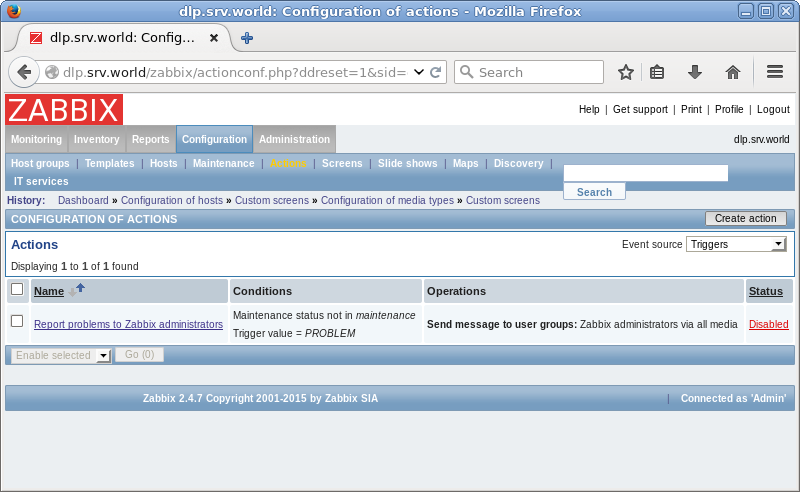 dlp.srv.world: Configuration of actions - Mozilla Firefox
dlp.srv.world: Config...
dlp.srv.world/zabbix/actionconf.php?ddreset=1&sid= Search
ZABBIX
Help | Get support | Print | Profile | Logout
Monitoring Inventory Reports Configuration Administration dlp.srv.world
Host groups | Templates | Hosts | Maintenance | Actions | Screens | Slide shows | Maps | Discovery |
IT services
Search
History: Dashboard » Configuration of hosts » Custom screens » Configuration of media types » Custom screens
CONFIGURATION OF ACTIONS Create action
Actions Event source Triggers
Displaying 1 to 1 of 1 found
Name Conditions Operations Status
Report problems to Zabbix administrators Maintenance status not in maintenance Send message to user groups: Zabbix administrators via all media Disabled
Trigger value = PROBLEM
Enable selected Go (0)
Zabbix 2.4.7 Copyright 2001-2015 by Zabbix SIA | Connected as 'Admin'